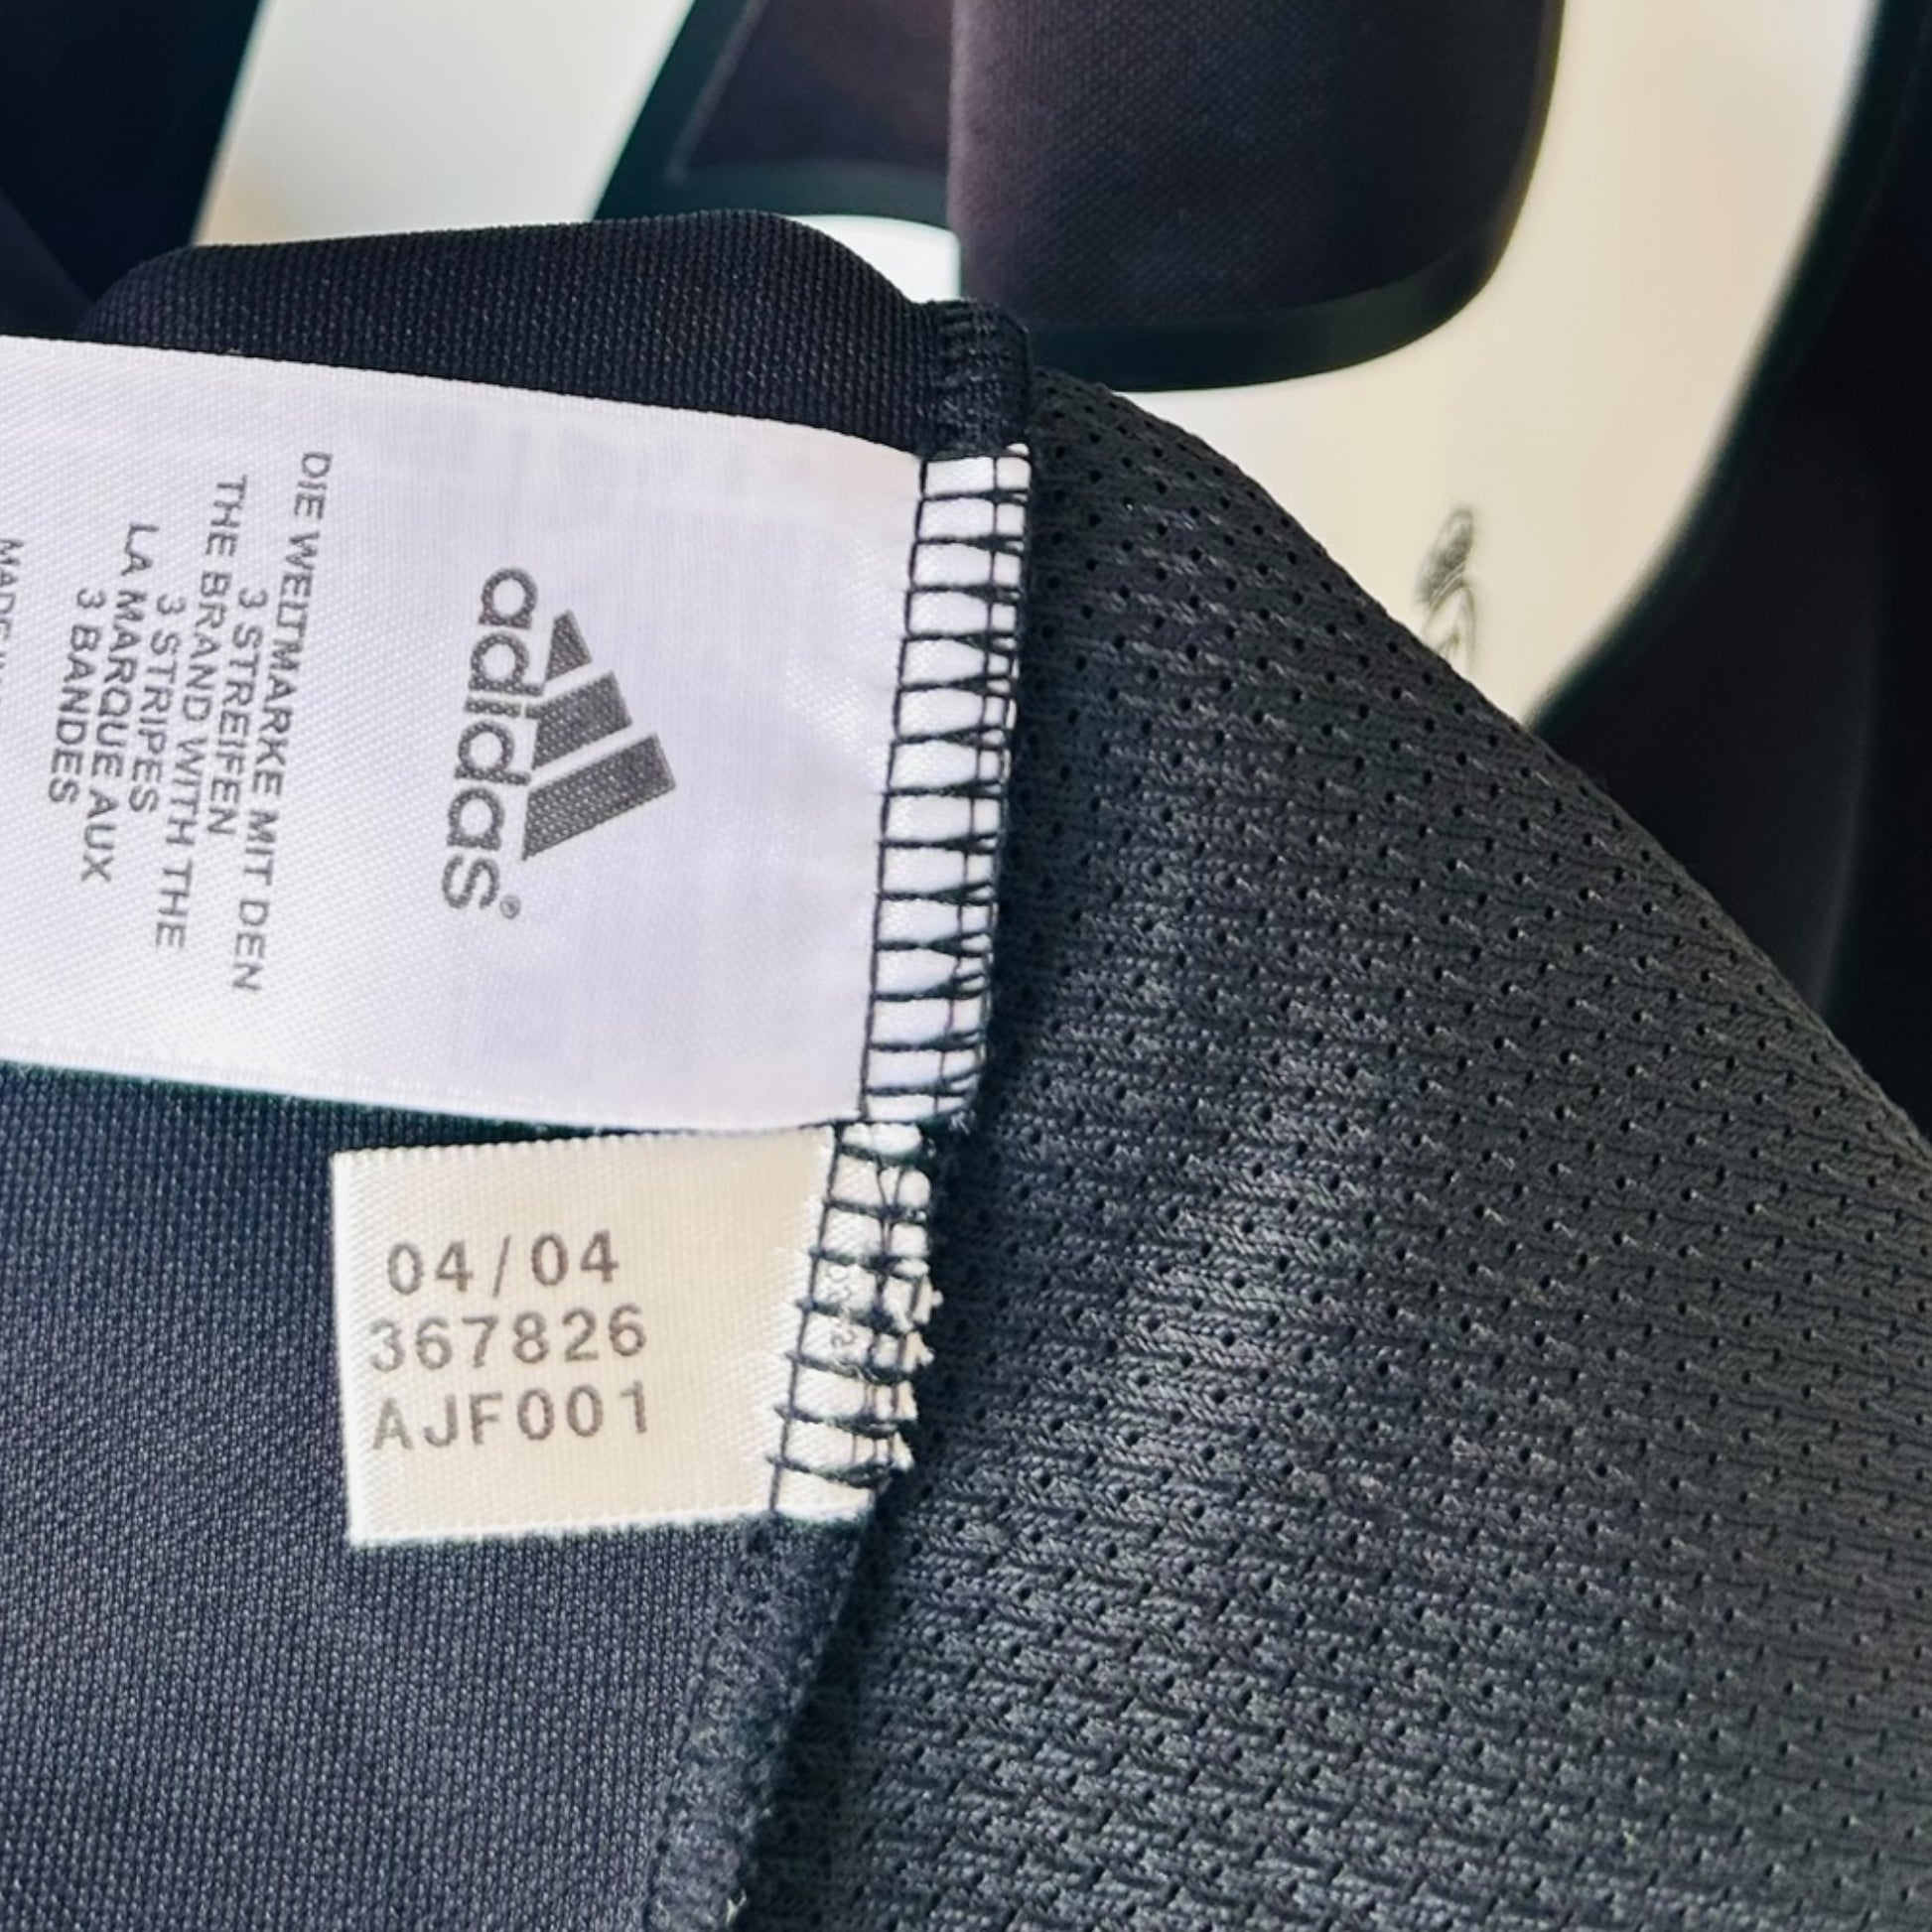 adidas®
DIE WELTMARKE MIT DEN
3 STREIFEN
THE BRAND WITH THE
3 STRIPES
LA MARQUE AUX
3 BANDES
04/04
367826
AJF001